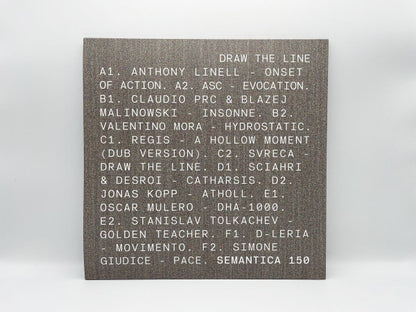 DRAW THE LINE
A1. ANTHONY LINELL - ONSET
OF ACTION. A2. ASC - EVOCATION.
B1. CLAUDIO PRC & BLAZEJ
MALINOWSKI - INSONNE. B2.
VALENTINO MORA - HYDROSTATIC.
C1. REGIS - A HOLLOW MOMENT
(DUB VERSION). C2. SVRECA -
DRAW THE LINE. D1. SCIAHRI
& DESROI - CATHARSIS. D2.
JONAS KOPP - ATHOLL. E1.
OSCAR MULERO - DHA-1000.
E2. STANISLAV TOLKACHEV -
GOLDEN TEACHER. F1. D-LERIA
- MOVIMENTO. F2. SIMONE
GIUDICE - PACE. SEMANTICA 150